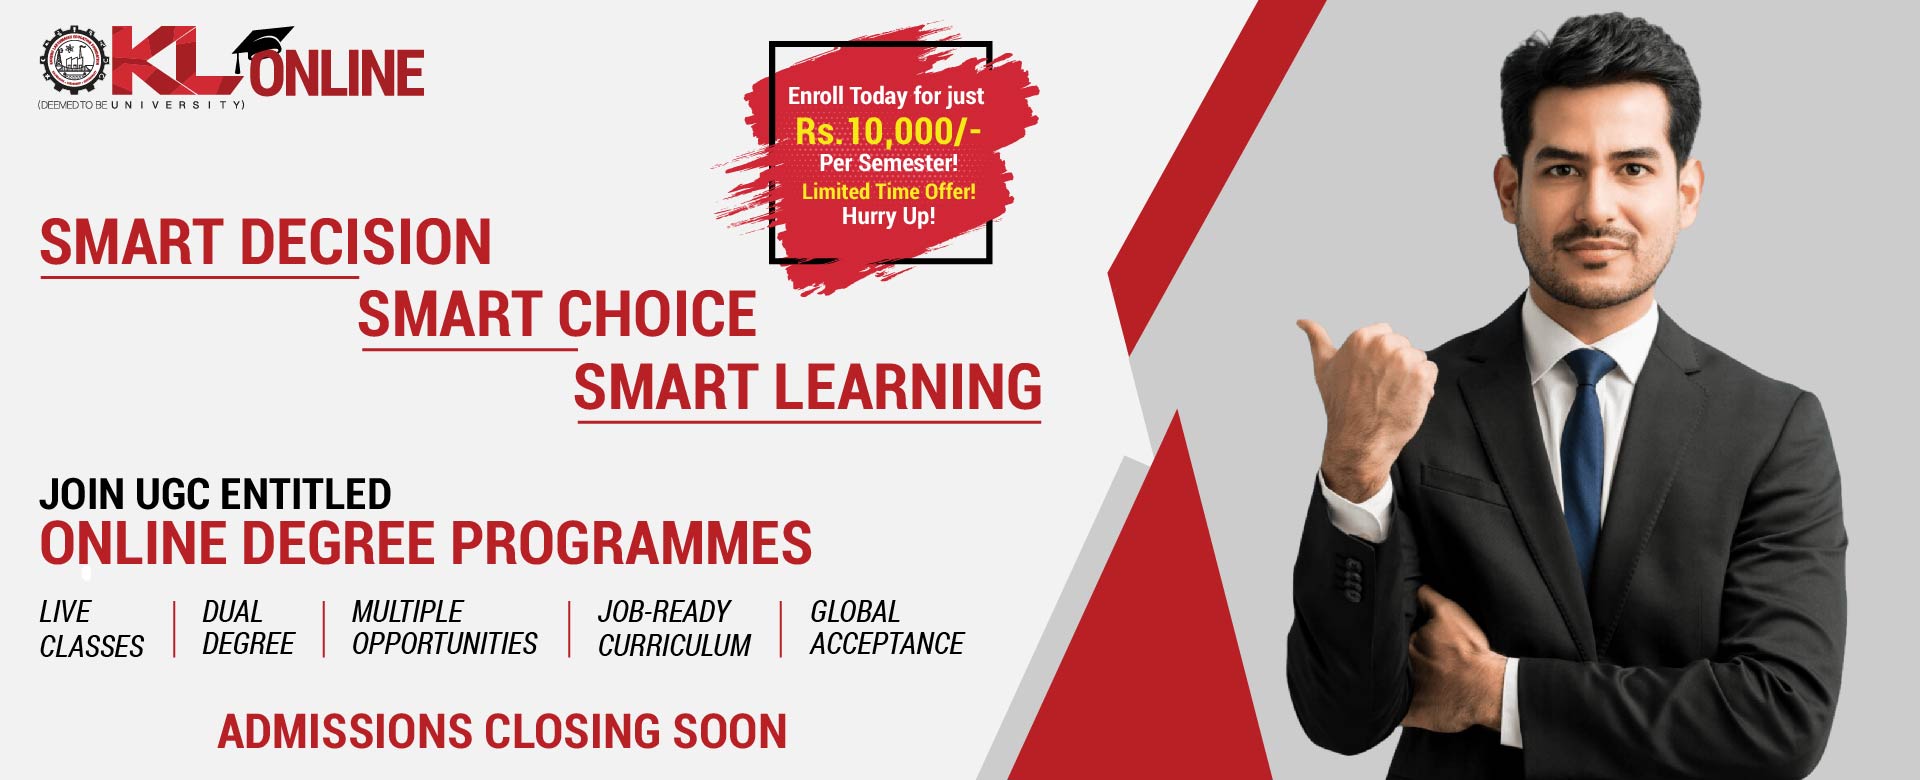 KL ONLINE
(DEEMED TO BE UNIVERSITY)
Enroll Today for just
Rs.10,000/-
Per Semester!
Limited Time Offer!
Hurry Up!
SMART DECISION
SMART CHOICE
SMART LEARNING
JOIN UGC ENTITLED
ONLINE DEGREE PROGRAMMES
LIVE
CLASSES
DUAL
DEGREE
MULTIPLE
OPPORTUNITIES
JOB-READY
CURRICULUM
GLOBAL
ACCEPTANCE
ADMISSIONS CLOSING SOON